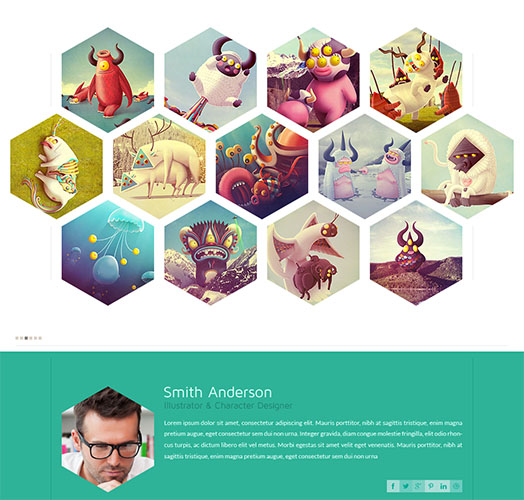 Smith Anderson
Illustrator & Character Designer
Lorem ipsum dolor sit amet, consectetur adipiscing elit. Mauris porttitor, nibh at sagittis tristique, enim magna
pretium augue, eget consectetur sem dui non urna. Integer gravida, diam congue molestie fringilla, elit odio rhon-
cus turpis, ac dictum libero elit vel metus. Morbi egestas sit amet velit eget venenatis. Mauris porttitor, nibh at
sagittis tristique, enim magna pretium augue, eget consectetur sem dui non urna